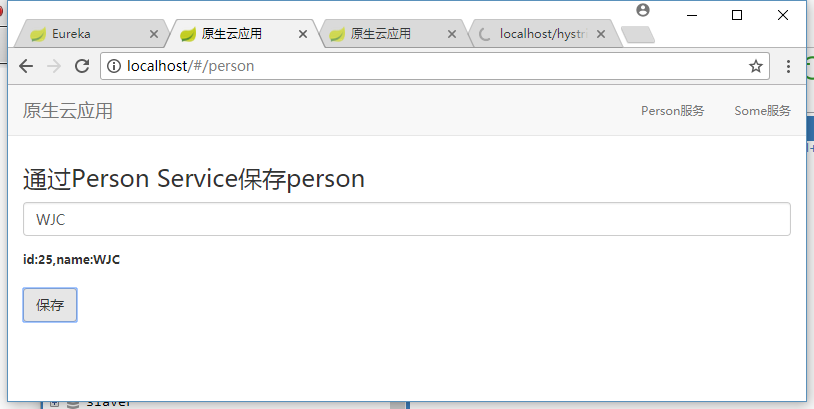 Eureka
原生云应用
原生云应用
localhost/hystr
localhost/#/person
原生云应用
Person服务
Some服务
通过Person Service保存person
WJC
id:25,name:WJC
保存